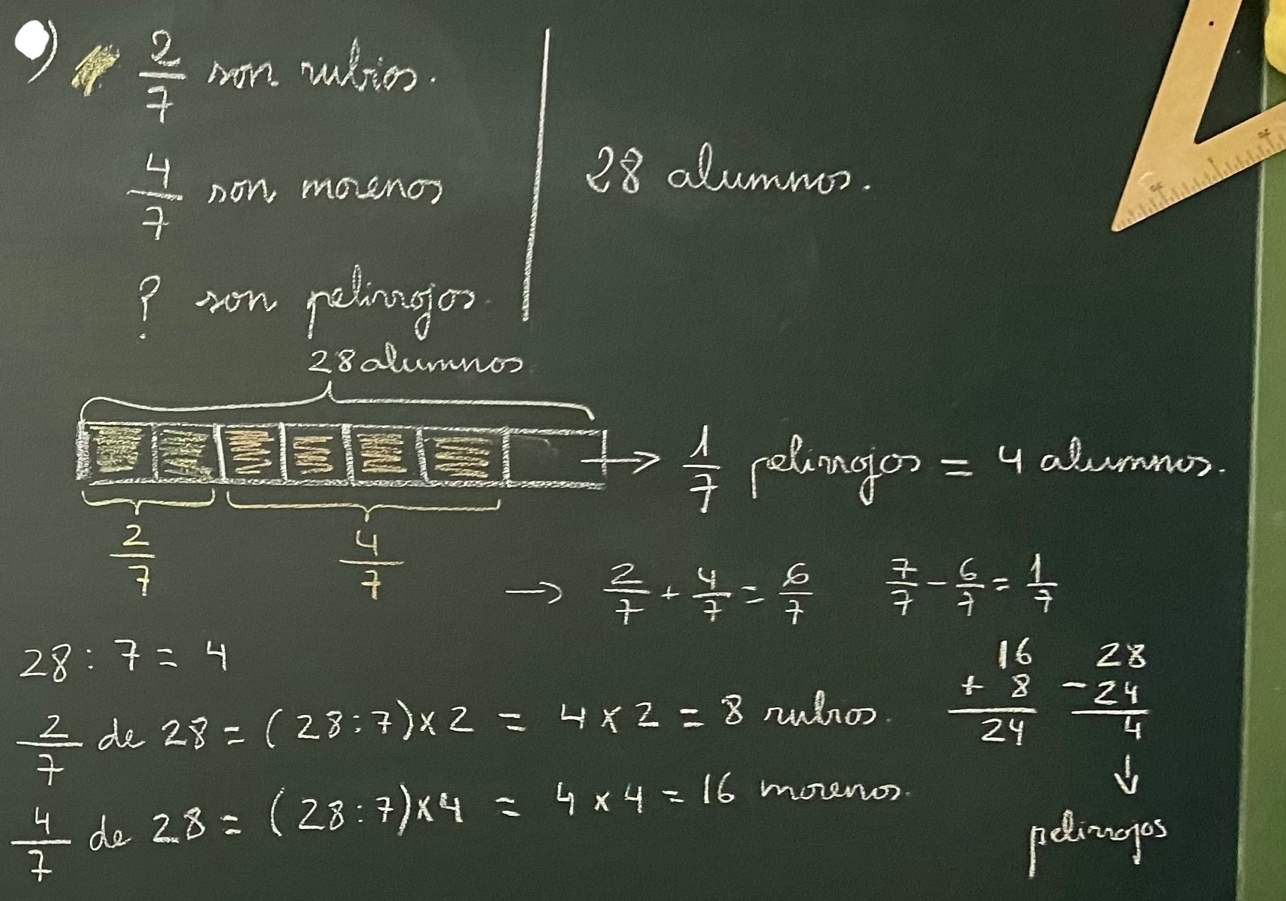 ) 2/7 son rubios.
4/7 son morenos
? son pelirrojos.
28 alumnos.
28 alumnos
→ 1/7 pelirrojos = 4 alumnos.
2/7 4/7
→ 2/7 + 4/7 = 6/7 7/7 - 6/7 = 1/7
28 : 7 = 4
2/7 de 28 = (28:7)x2 = 4 x 2 = 8 rubios.
4/7 de 28 = (28:7)x4 = 4 x 4 = 16 morenos.
16
+ 8
24
28
- 24
4
↓
pelirrojos